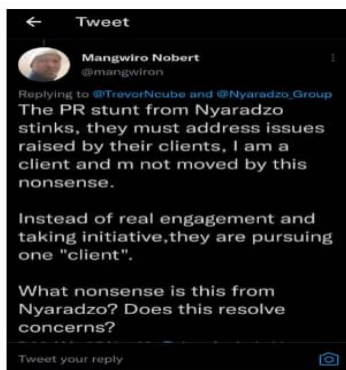 Tweet
Mangwiro Nobert
@mangwiron
Replying to @TrevorNcube and @Nyaradzo_Group
The PR stunt from Nyaradzo
stinks, they must address issues
raised by their clients, I am a
client and m not moved by this
nonsense.
Instead of real engagement and
taking initiative,they are pursuing
one "client".
What nonsense is this from
Nyaradzo? Does this resolve
concerns?
Tweet your reply